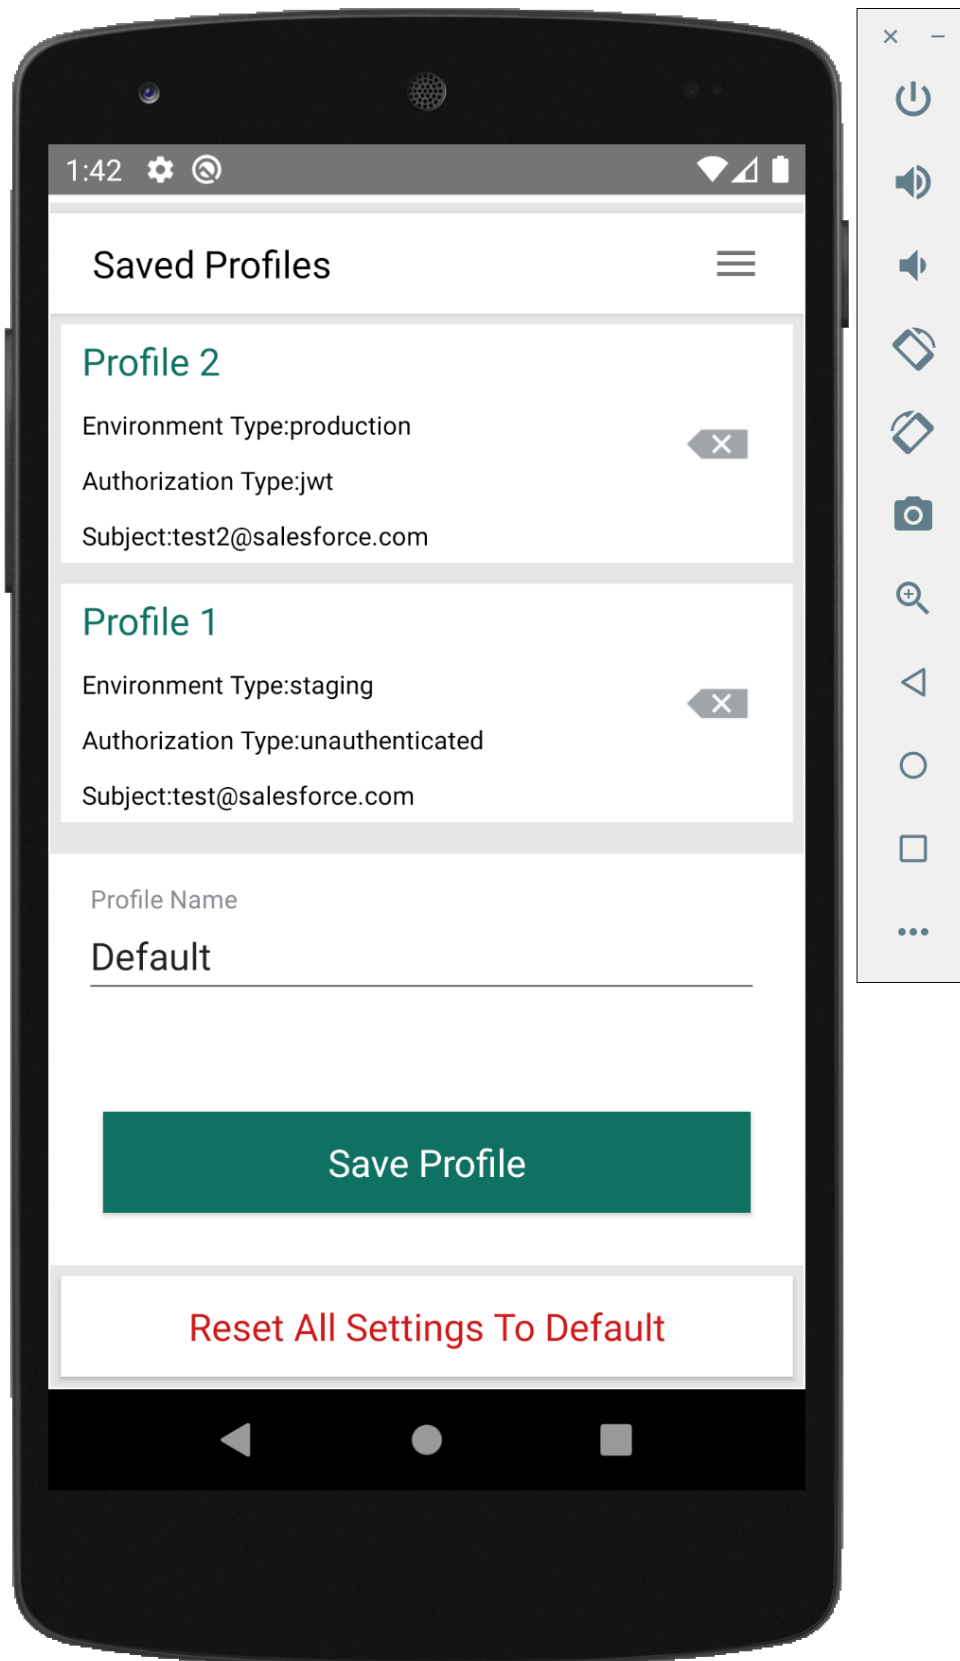 1:42
Saved Profiles
Profile 2
Environment Type:production
Authorization Type:jwt
Subject:test2@salesforce.com
Profile 1
Environment Type:staging
Authorization Type:unauthenticated
Subject:test@salesforce.com
Profile Name
Default
Save Profile
Reset All Settings To Default